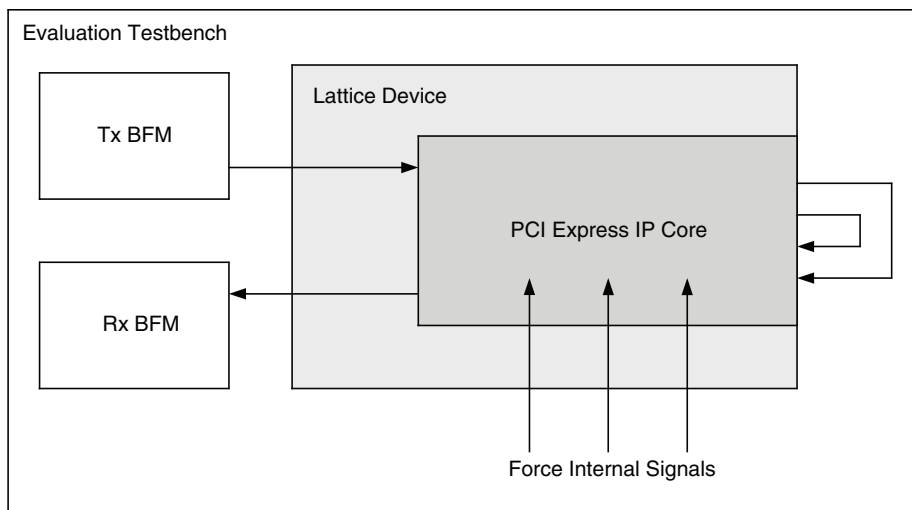 Evaluation Testbench
Tx BFM
Lattice Device
PCI Express IP Core
Rx BFM
Force Internal Signals